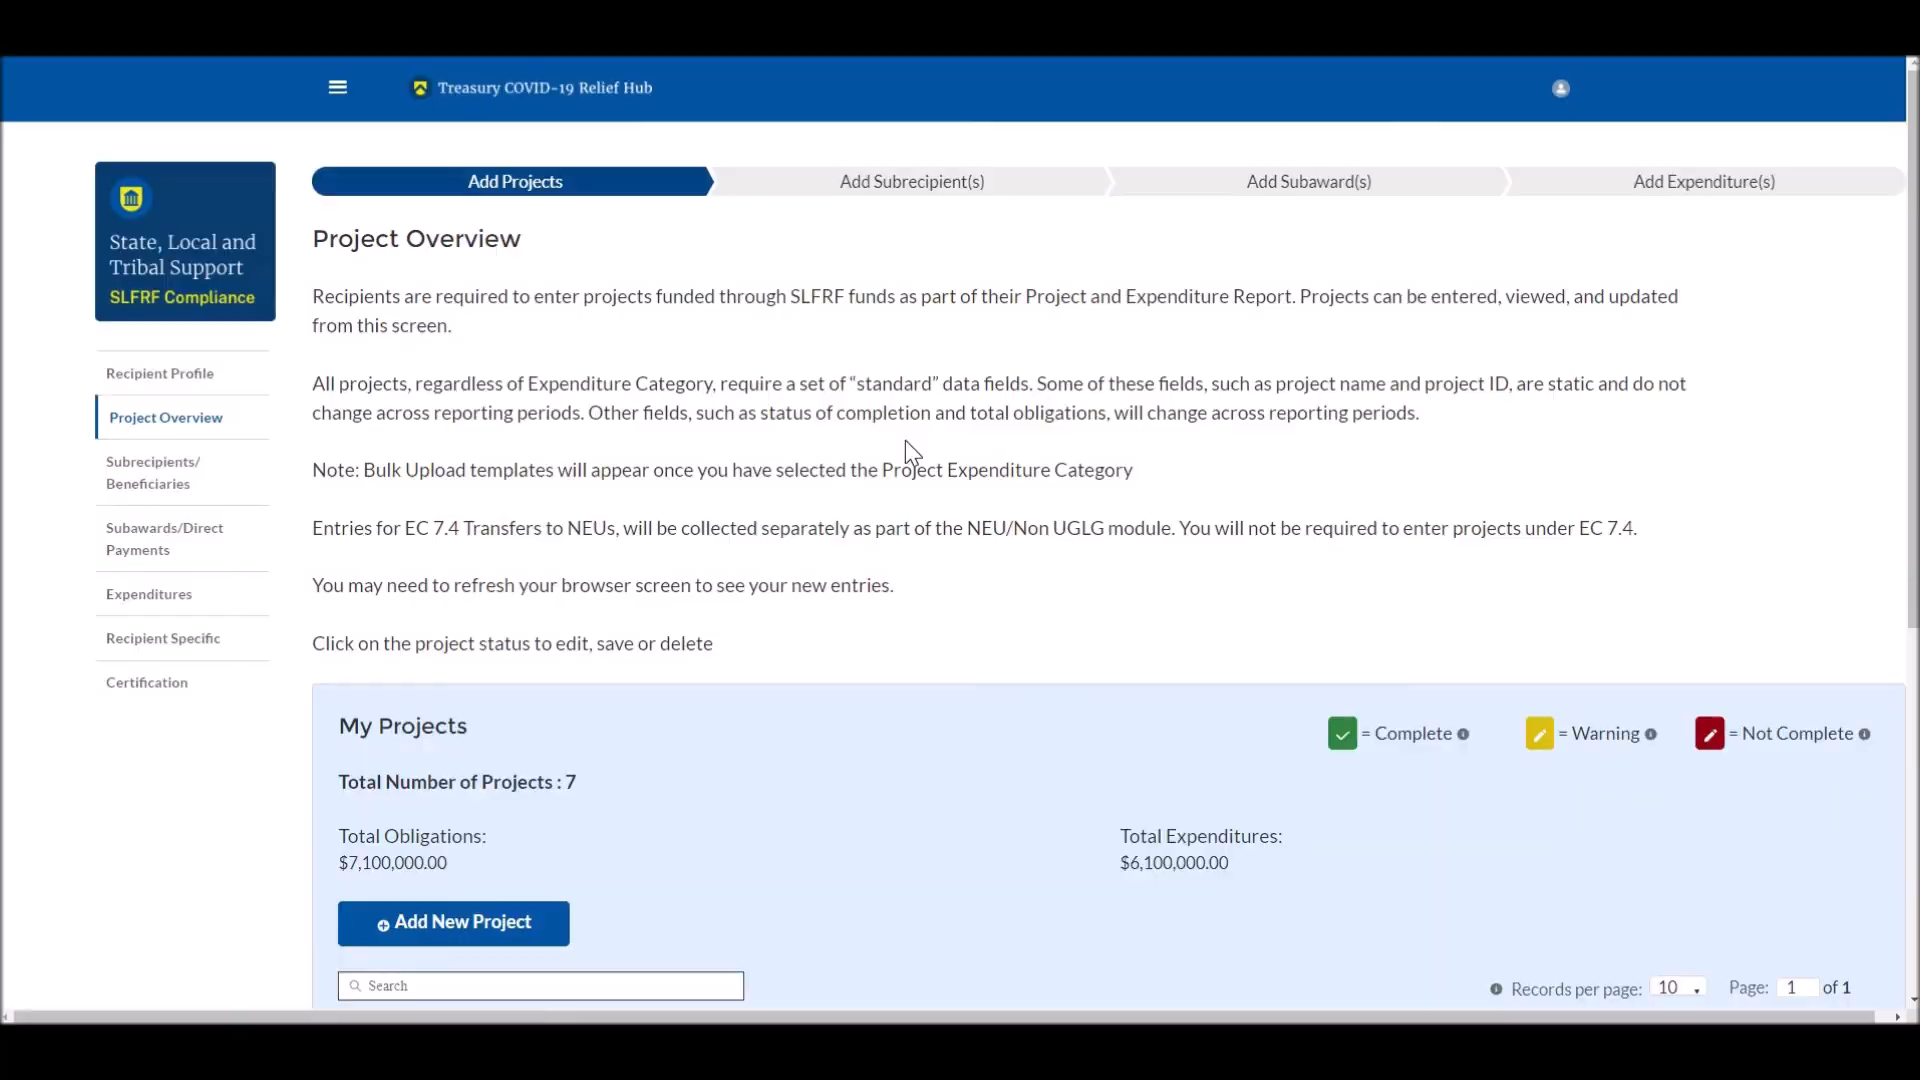 Treasury COVID-19 Relief Hub
State, Local and
Tribal Support
SLFRF Compliance
Recipient Profile
Project Overview
Subrecipients/
Beneficiaries
Subawards/Direct
Payments
Expenditures
Recipient Specific
Certification
Add Projects
Add Subrecipient(s)
Add Subaward(s)
Add Expenditure(s)
Project Overview
Recipients are required to enter projects funded through SLFRF funds as part of their Project and Expenditure Report. Projects can be entered, viewed, and updated
from this screen.
All projects, regardless of Expenditure Category, require a set of “standard” data fields. Some of these fields, such as project name and project ID, are static and do not
change across reporting periods. Other fields, such as status of completion and total obligations, will change across reporting periods.
Note: Bulk Upload templates will appear once you have selected the Project Expenditure Category
Entries for EC 7.4 Transfers to NEUs, will be collected separately as part of the NEU/Non UGLG module. You will not be required to enter projects under EC 7.4.
You may need to refresh your browser screen to see your new entries.
Click on the project status to edit, save or delete
My Projects
= Complete
= Warning
= Not Complete
Total Number of Projects : 7
Total Obligations:
$7,100,000.00
Total Expenditures:
$6,100,000.00
Add New Project
Search
Records per page: 10
Page: 1 of 1